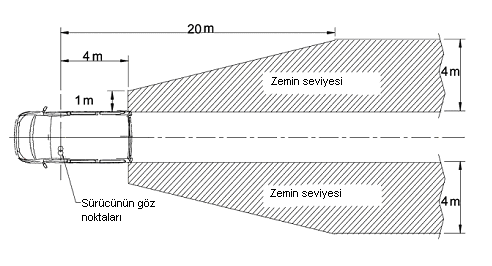 20 m
4 m
1 m
Zemin seviyesi
4 m
Sürücünün göz
noktaları
Zemin seviyesi
4 m